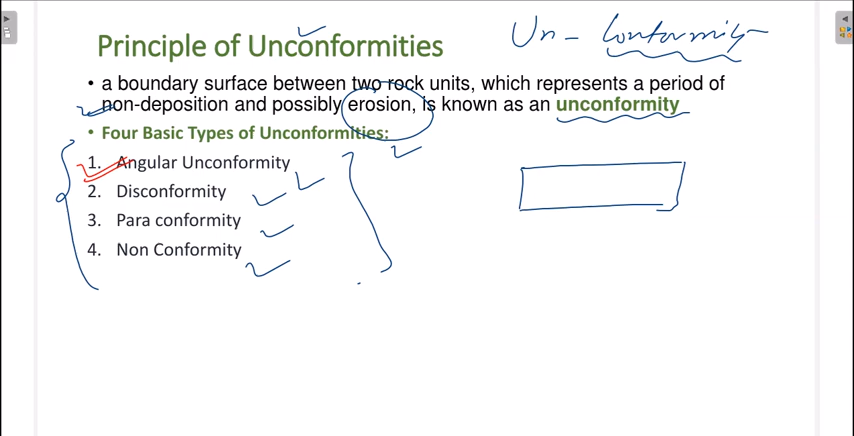 Principle of Unconformities
Un - Conformity
• a boundary surface between two rock units, which represents a period of
non-deposition and possibly erosion, is known as an unconformity
• Four Basic Types of Unconformities:
1. Angular Unconformity
2. Disconformity
3. Para conformity
4. Non Conformity